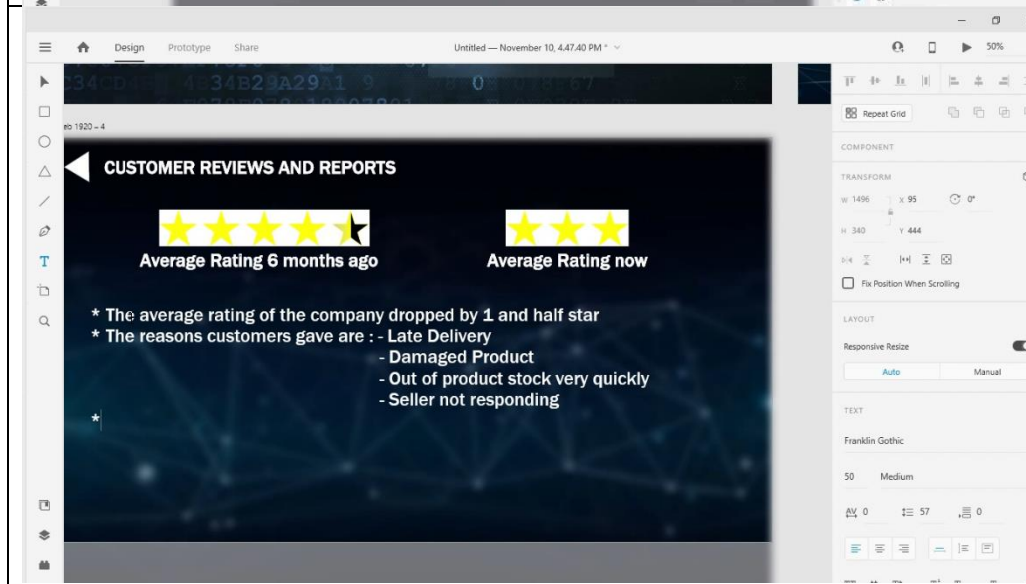 Design Prototype Share Untitled — November 10, 4.47.40 PM * 50%
Repeat Grid
COMPONENT
TRANSFORM
W 1496 X 95 0°
H 340 Y 444
Fix Position When Scrolling
LAYOUT
Responsive Resize
Auto Manual
TEXT
Franklin Gothic
50 Medium
AV 0 57 0
eb 1920 – 4
CUSTOMER REVIEWS AND REPORTS
Average Rating 6 months ago Average Rating now
* The average rating of the company dropped by 1 and half star
* The reasons customers gave are : - Late Delivery
- Damaged Product
- Out of product stock very quickly
- Seller not responding
*
T